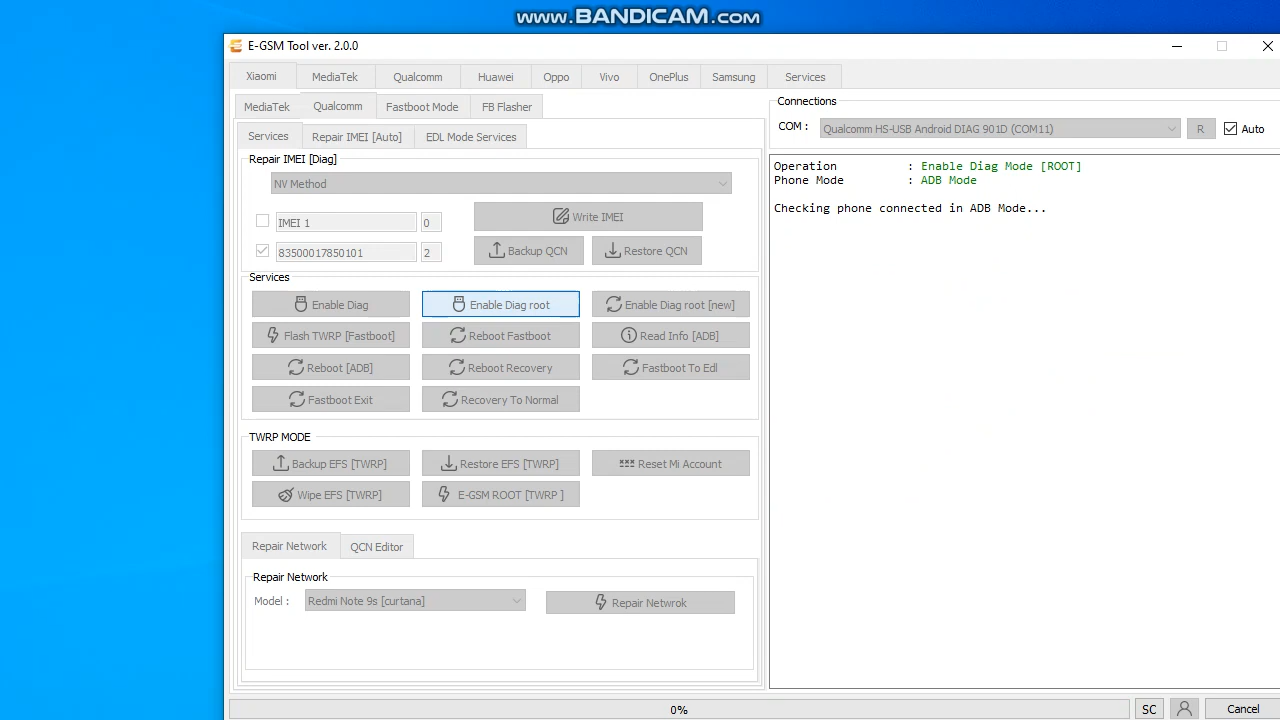 www.BANDICAM.com
E-GSM Tool ver. 2.0.0
Xiaomi MediaTek Qualcomm Huawei Oppo Vivo OnePlus Samsung Services
MediaTek Qualcomm Fastboot Mode FB Flasher
Services Repair IMEI [Auto] EDL Mode Services
Repair IMEI [Diag]
NV Method
IMEI 1 0 Write IMEI
83500017850101 2 Backup QCN Restore QCN
Services
Enable Diag Enable Diag root Enable Diag root [new]
Flash TWRP [Fastboot] Reboot Fastboot Read Info [ADB]
Reboot [ADB] Reboot Recovery Fastboot To Edl
Fastboot Exit Recovery To Normal
TWRP MODE
Backup EFS [TWRP] Restore EFS [TWRP] Reset Mi Account
Wipe EFS [TWRP] E-GSM ROOT [TWRP ]
Repair Network QCN Editor
Repair Network
Model : Redmi Note 9s [curtana] Repair Netwrok
Connections
COM : Qualcomm HS-USB Android DIAG 901D (COM11) R Auto
Operation : Enable Diag Mode [ROOT]
Phone Mode : ADB Mode
Checking phone connected in ADB Mode...
0% SC Cancel